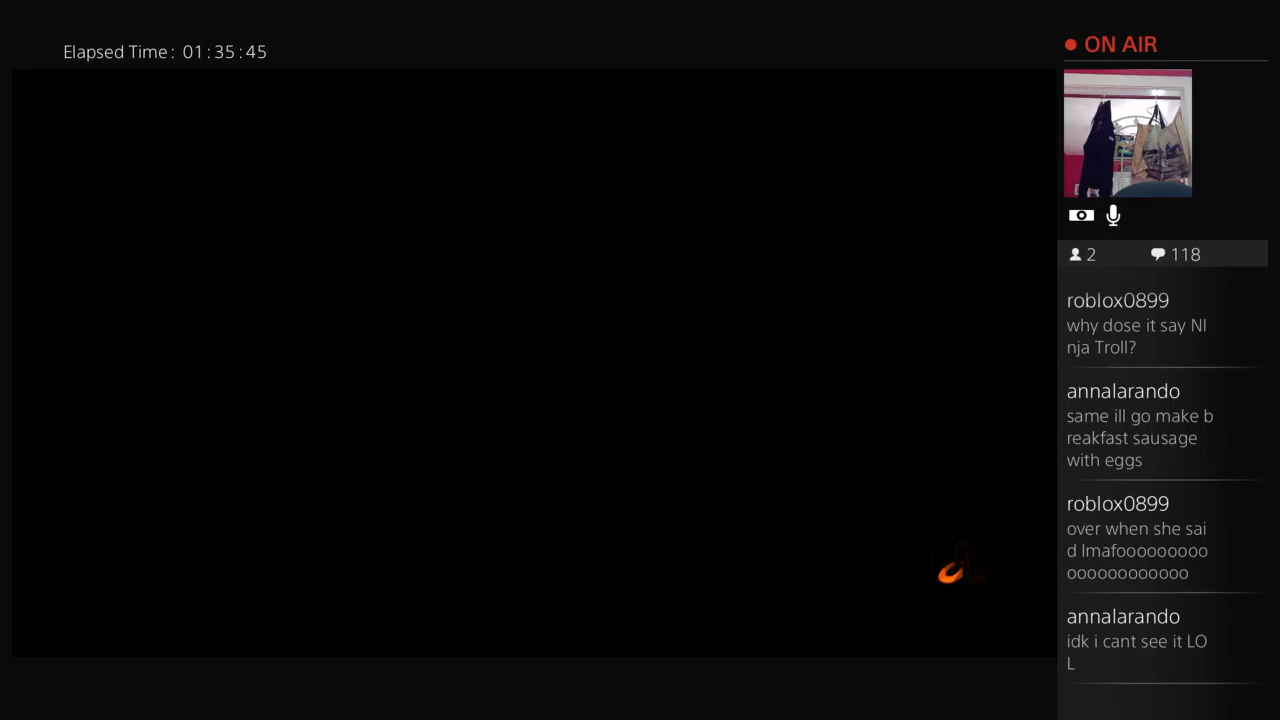 Elapsed Time: 01:35:45
ON AIR
2 118
roblox0899
why dose it say NI
nja Troll?
annalarando
same ill go make b
reakfast sausage
with eggs
roblox0899
over when she sai
d lmafooooooooo
oooooooooooo
annalarando
idk i cant see it LO
L